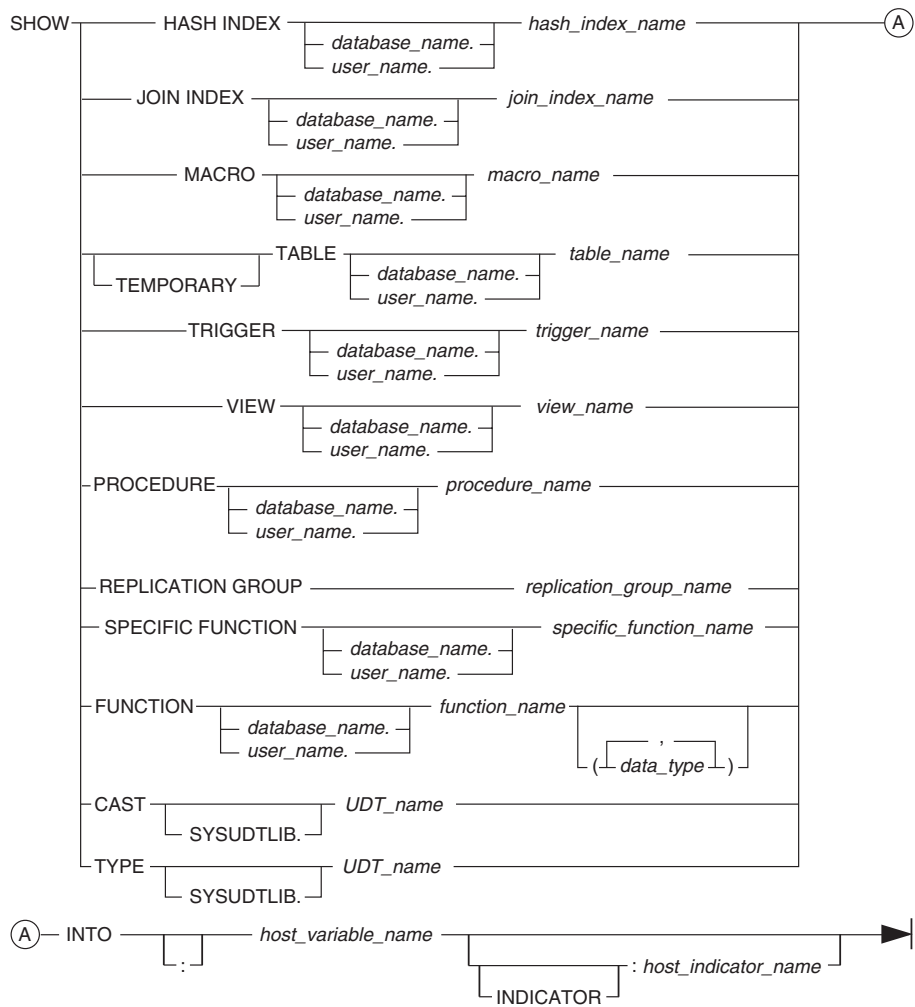 SHOW HASH INDEX hash_index_name A
database_name.
user_name.
JOIN INDEX join_index_name
database_name.
user_name.
MACRO macro_name
database_name.
user_name.
TABLE table_name
TEMPORARY database_name.
user_name.
TRIGGER trigger_name
database_name.
user_name.
VIEW view_name
database_name.
user_name.
PROCEDURE procedure_name
database_name.
user_name.
REPLICATION GROUP replication_group_name
SPECIFIC FUNCTION specific_function_name
database_name.
user_name.
FUNCTION function_name
database_name. ,
user_name. ( data_type )
CAST UDT_name
SYSUDTLIB.
TYPE UDT_name
SYSUDTLIB.
A INTO host_variable_name
: : host_indicator_name
INDICATOR